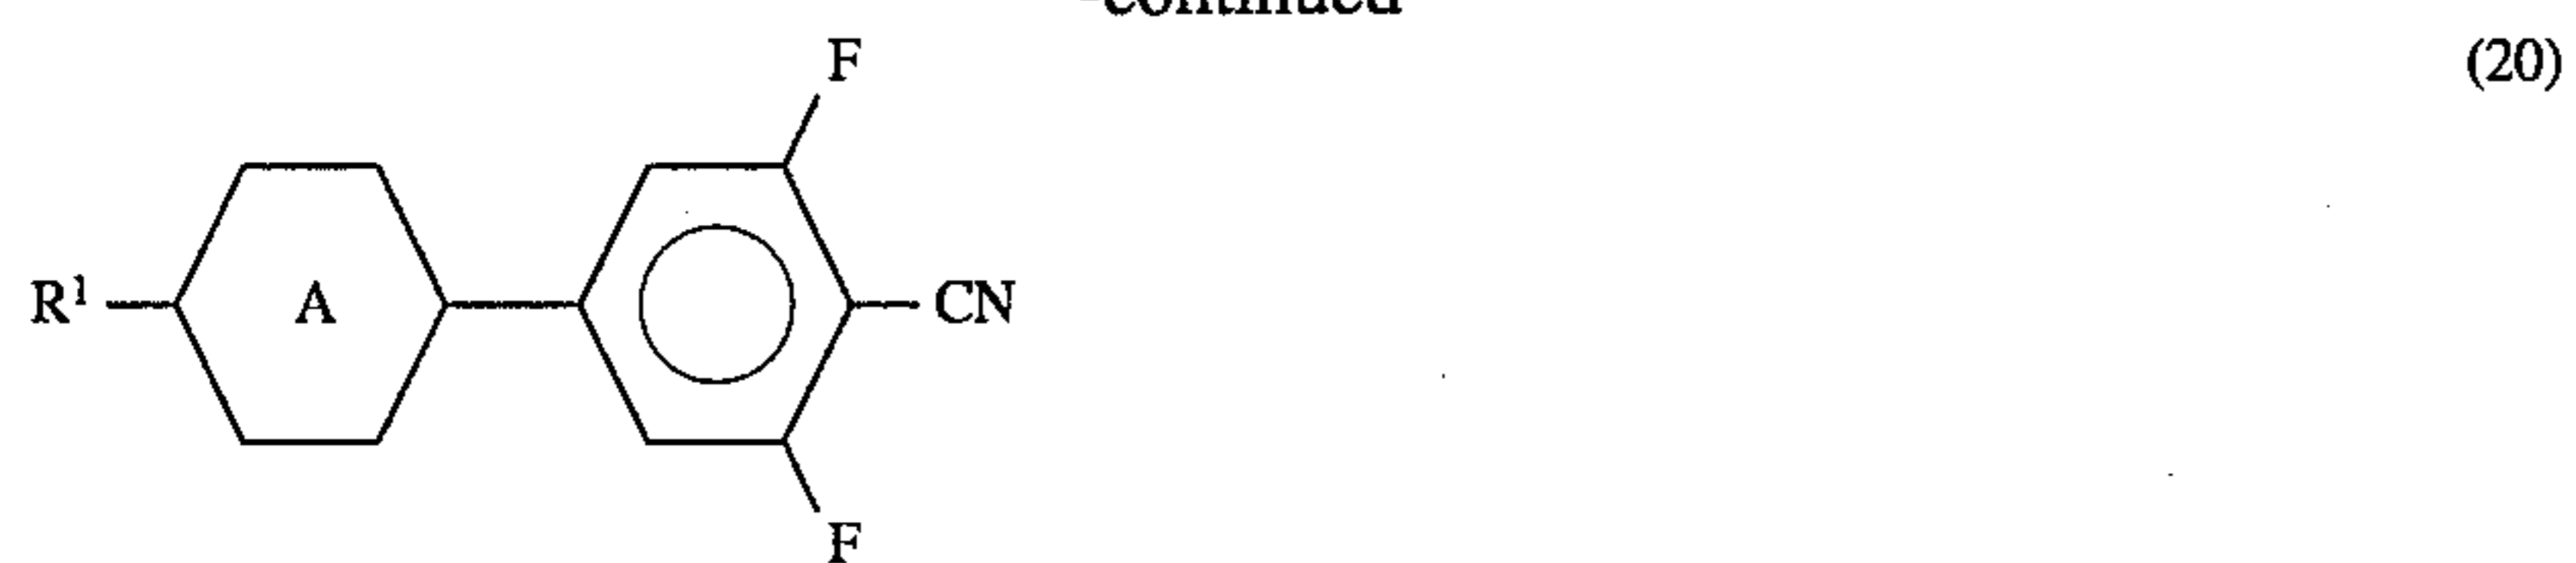 -continued
F
(20)
R¹ A CN
F